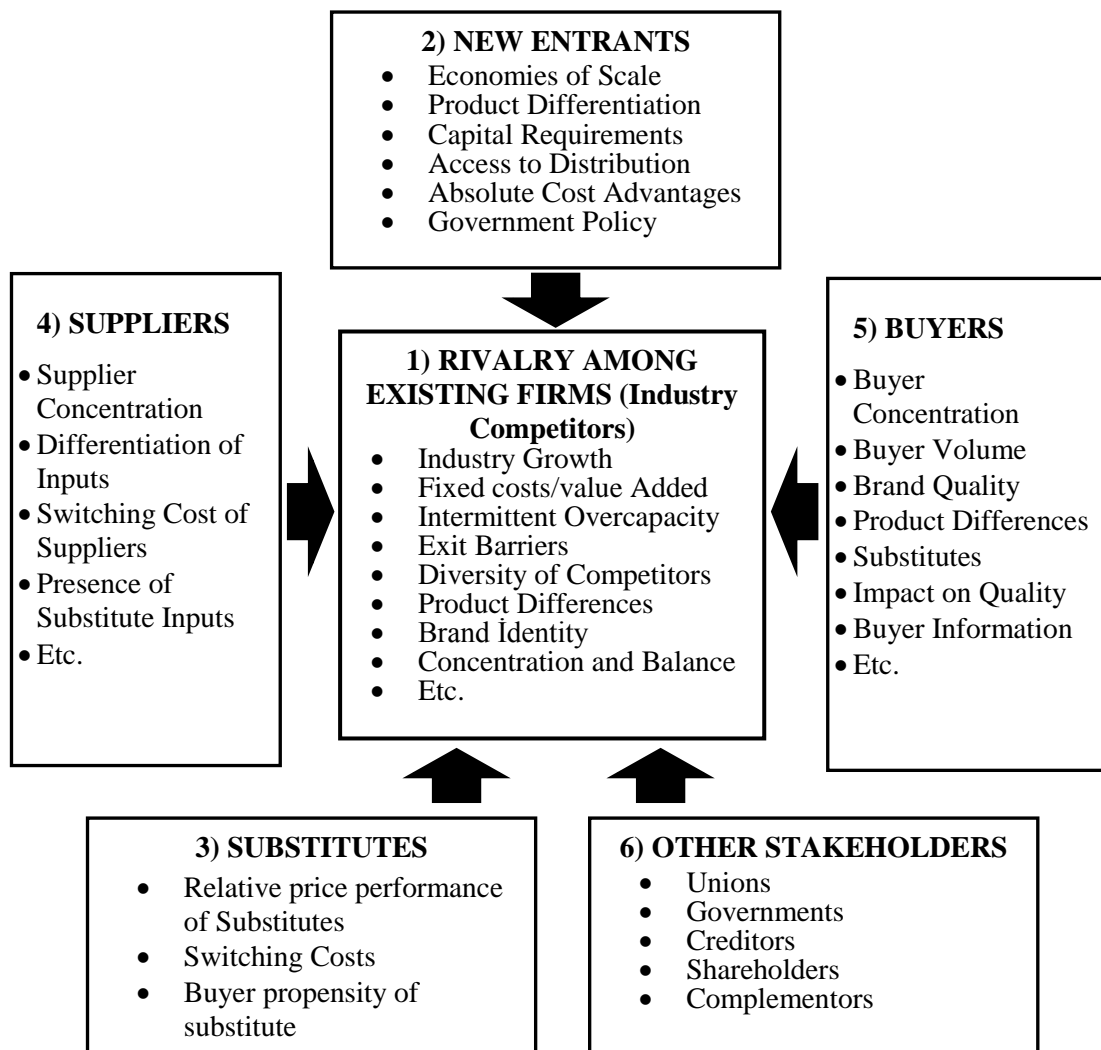 2) NEW ENTRANTS
• Economies of Scale
• Product Differentiation
• Capital Requirements
• Access to Distribution
• Absolute Cost Advantages
• Government Policy
4) SUPPLIERS
• Supplier
Concentration
• Differentiation of
Inputs
• Switching Cost of
Suppliers
• Presence of
Substitute Inputs
• Etc.
1) RIVALRY AMONG
EXISTING FIRMS (Industry
Competitors)
• Industry Growth
• Fixed costs/value Added
• Intermittent Overcapacity
• Exit Barriers
• Diversity of Competitors
• Product Differences
• Brand İdentity
• Concentration and Balance
• Etc.
5) BUYERS
• Buyer
Concentration
• Buyer Volume
• Brand Quality
• Product Differences
• Substitutes
• Impact on Quality
• Buyer Information
• Etc.
3) SUBSTITUTES
• Relative price performance
of Substitutes
• Switching Costs
• Buyer propensity of
substitute
6) OTHER STAKEHOLDERS
• Unions
• Governments
• Creditors
• Shareholders
• Complementors